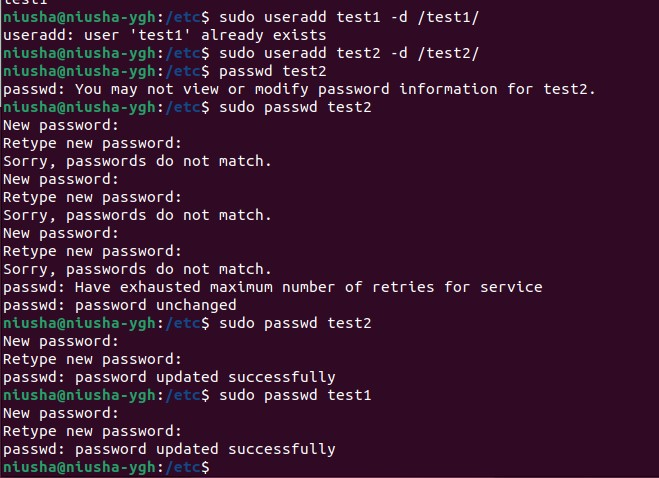 test1
niusha@niusha-ygh:/etc$ sudo useradd test1 -d /test1/
useradd: user 'test1' already exists
niusha@niusha-ygh:/etc$ sudo useradd test2 -d /test2/
niusha@niusha-ygh:/etc$ passwd test2
passwd: You may not view or modify password information for test2.
niusha@niusha-ygh:/etc$ sudo passwd test2
New password:
Retype new password:
Sorry, passwords do not match.
New password:
Retype new password:
Sorry, passwords do not match.
New password:
Retype new password:
Sorry, passwords do not match.
passwd: Have exhausted maximum number of retries for service
passwd: password unchanged
niusha@niusha-ygh:/etc$ sudo passwd test2
New password:
Retype new password:
passwd: password updated successfully
niusha@niusha-ygh:/etc$ sudo passwd test1
New password:
Retype new password:
passwd: password updated successfully
niusha@niusha-ygh:/etc$